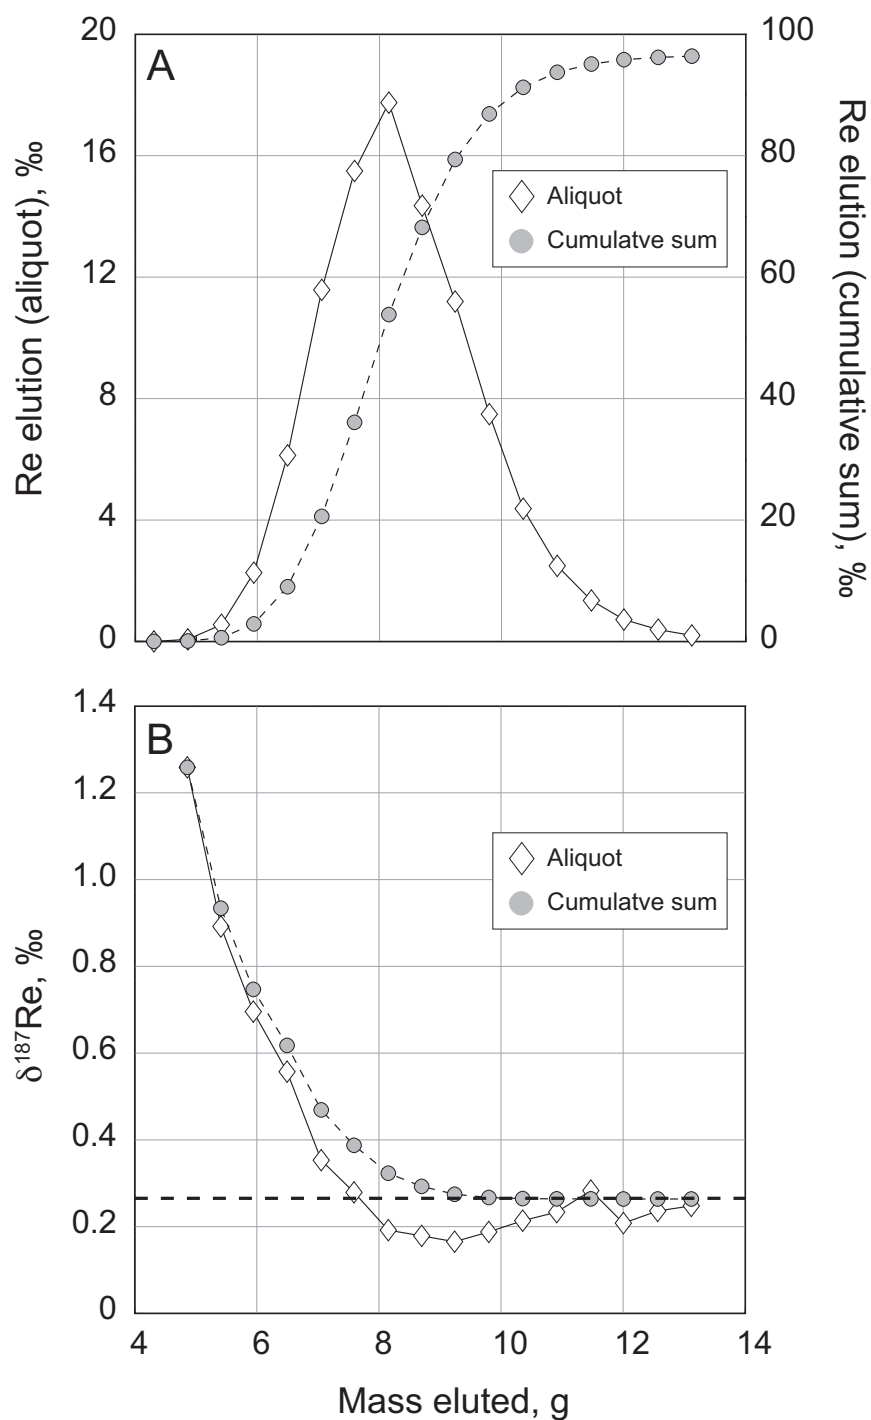 A
20
16
12
8
4
0
Re elution (aliquot), ‰
100
80
60
40
20
0
Re elution (cumulative sum), ‰
Aliquot
Cumulatve sum
B
1.4
1.2
1.0
0.8
0.6
0.4
0.2
0
δ¹⁸⁷Re, ‰
Aliquot
Cumulatve sum
4 6 8 10 12 14
Mass eluted, g